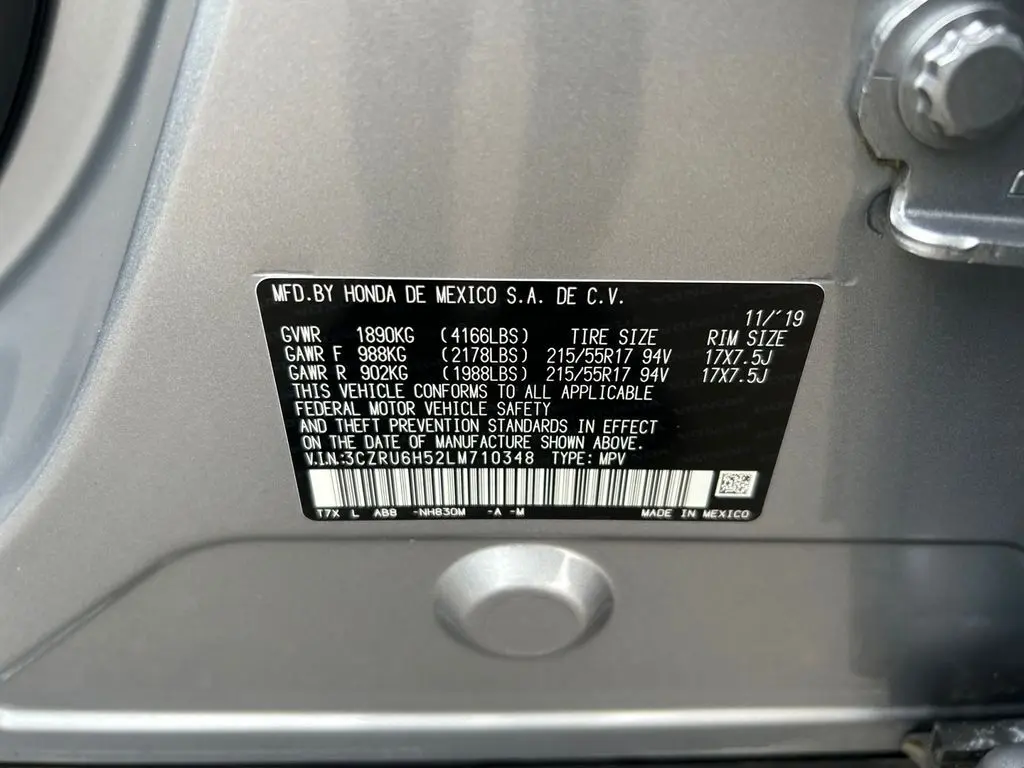 MFD.BY HONDA DE MEXICO S.A. DE C.V.
11/'19
GVWR 1890KG (4166LBS) TIRE SIZE RIM SIZE
GAWR F 988KG (2178LBS) 215/55R17 94V 17X7.5J
GAWR R 902KG (1988LBS) 215/55R17 94V 17X7.5J
THIS VEHICLE CONFORMS TO ALL APPLICABLE
FEDERAL MOTOR VEHICLE SAFETY
AND THEFT PREVENTION STANDARDS IN EFFECT
ON THE DATE OF MANUFACTURE SHOWN ABOVE.
V.I.N:3CZRU6H52LM710348 TYPE: MPV
T7X L AB8 -NH830M -A -M MADE IN MEXICO